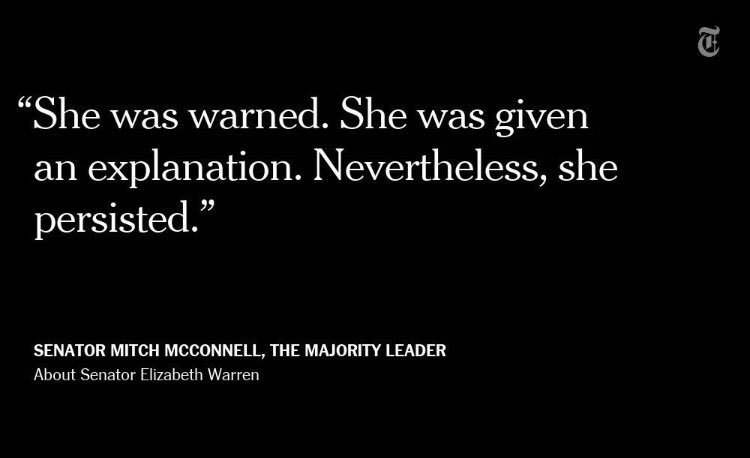 “She was warned. She was given
an explanation. Nevertheless, she
persisted.”
SENATOR MITCH MCCONNELL, THE MAJORITY LEADER
About Senator Elizabeth Warren